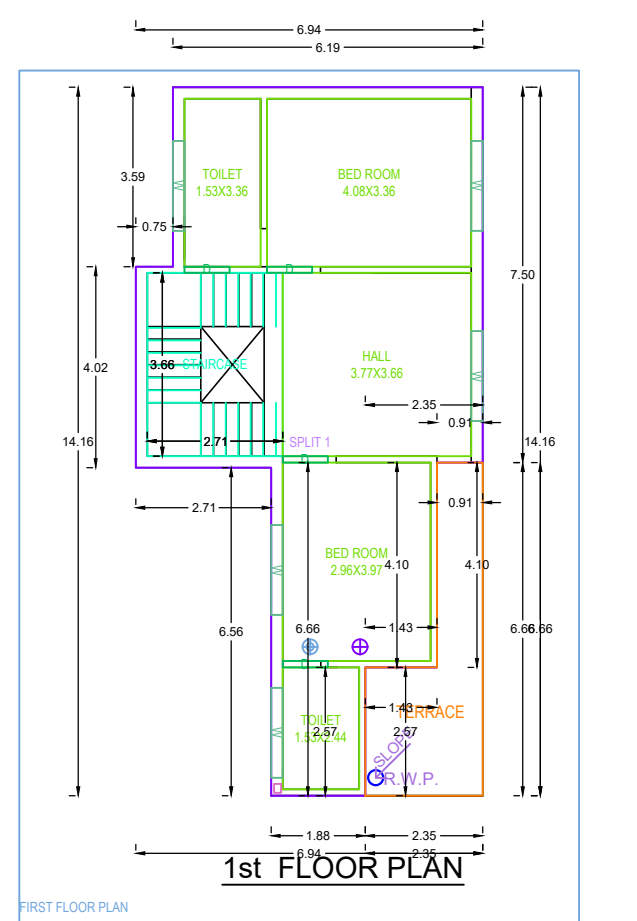 6.94
6.19
3.59
TOILET
1.53X3.36
BED ROOM
4.08X3.36
W
W
0.75
D
D
7.50
4.02
3.66
STAIRCASE
HALL
3.77X3.66
W
2.35
0.91
14.16
2.71
SPLIT 1
14.16
2.71
0.91
BED ROOM
2.96X3.97
4.10
4.10
W
6.56
6.66
1.43
6.66
6.66
D
1.43
TERRACE
TOILET
1.53X2.44
2.57
2.57
W
SLOPE
R.W.P.
1.88
2.35
6.94
2.35
1st FLOOR PLAN
FIRST FLOOR PLAN